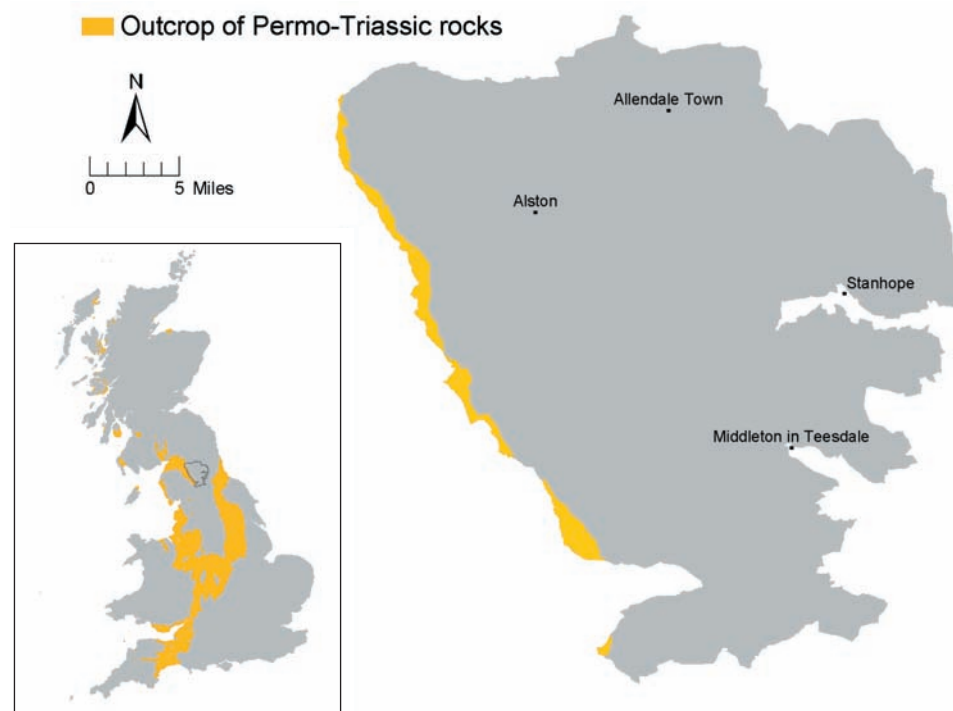 Outcrop of Permo-Triassic rocks
N
0 5 Miles
Allendale Town
Alston
Stanhope
Middleton in Teesdale